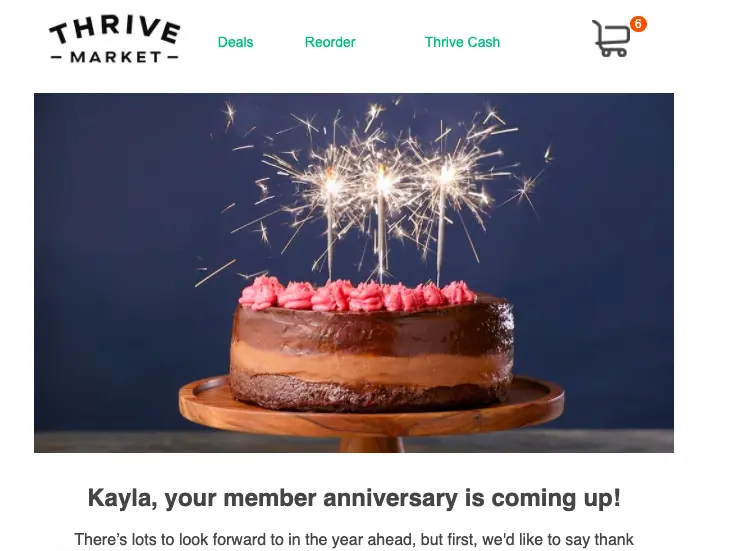 THRIVE
– MARKET –
Deals Reorder Thrive Cash 6
Kayla, your member anniversary is coming up!
There’s lots to look forward to in the year ahead, but first, we'd like to say thank